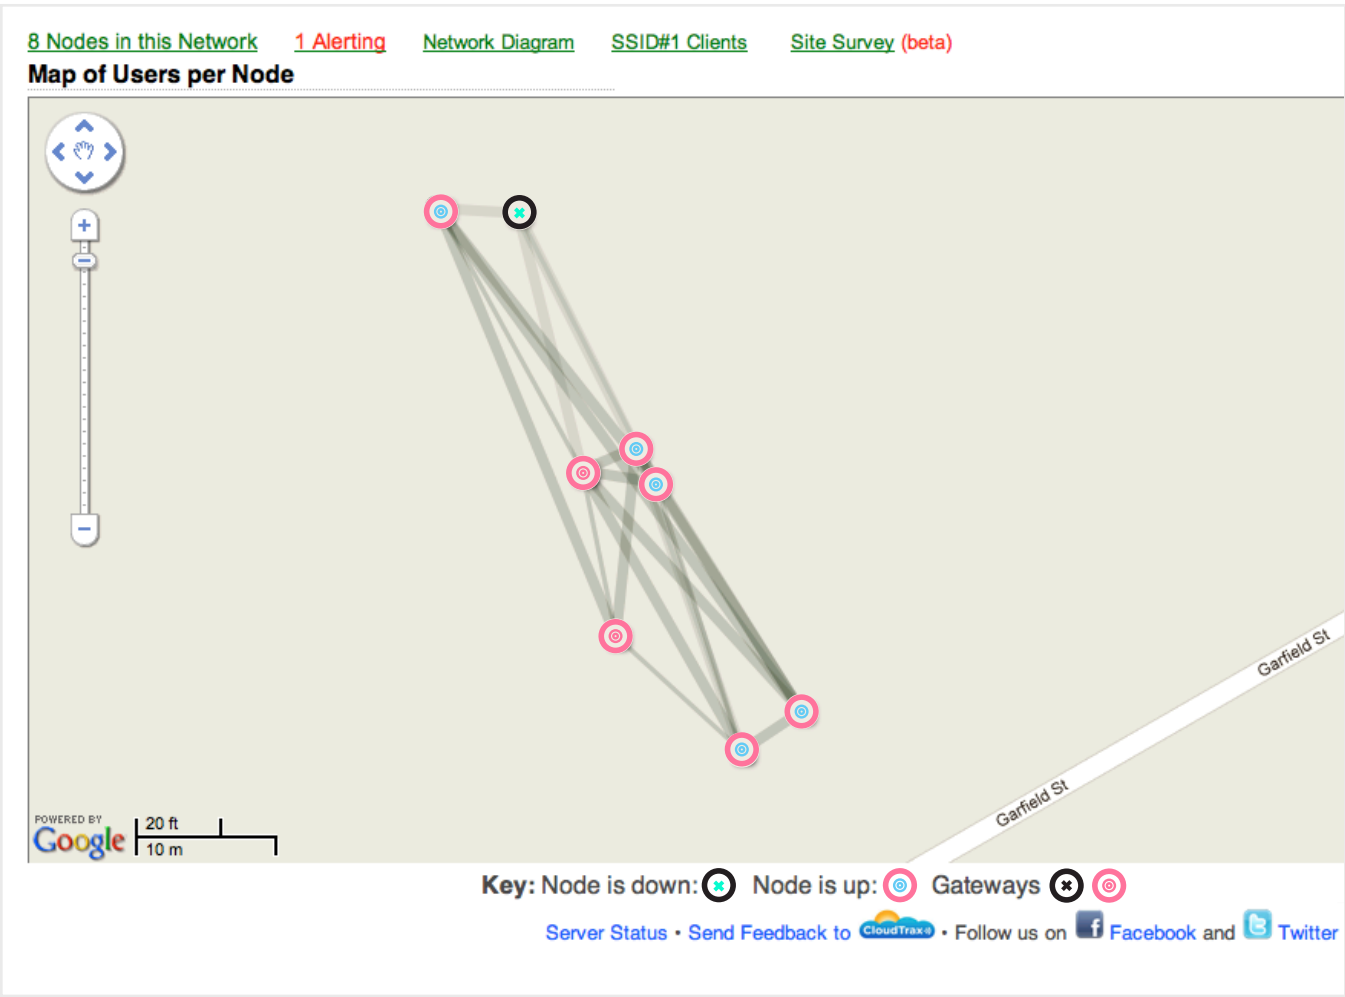 8 Nodes in this Network 1 Alerting Network Diagram SSID#1 Clients Site Survey (beta)
Map of Users per Node
Garfield St
Garfield St
POWERED BY
Google
20 ft
10 m
Key: Node is down: Node is up: Gateways
Server Status • Send Feedback to CloudTrax • Follow us on f Facebook and Twitter